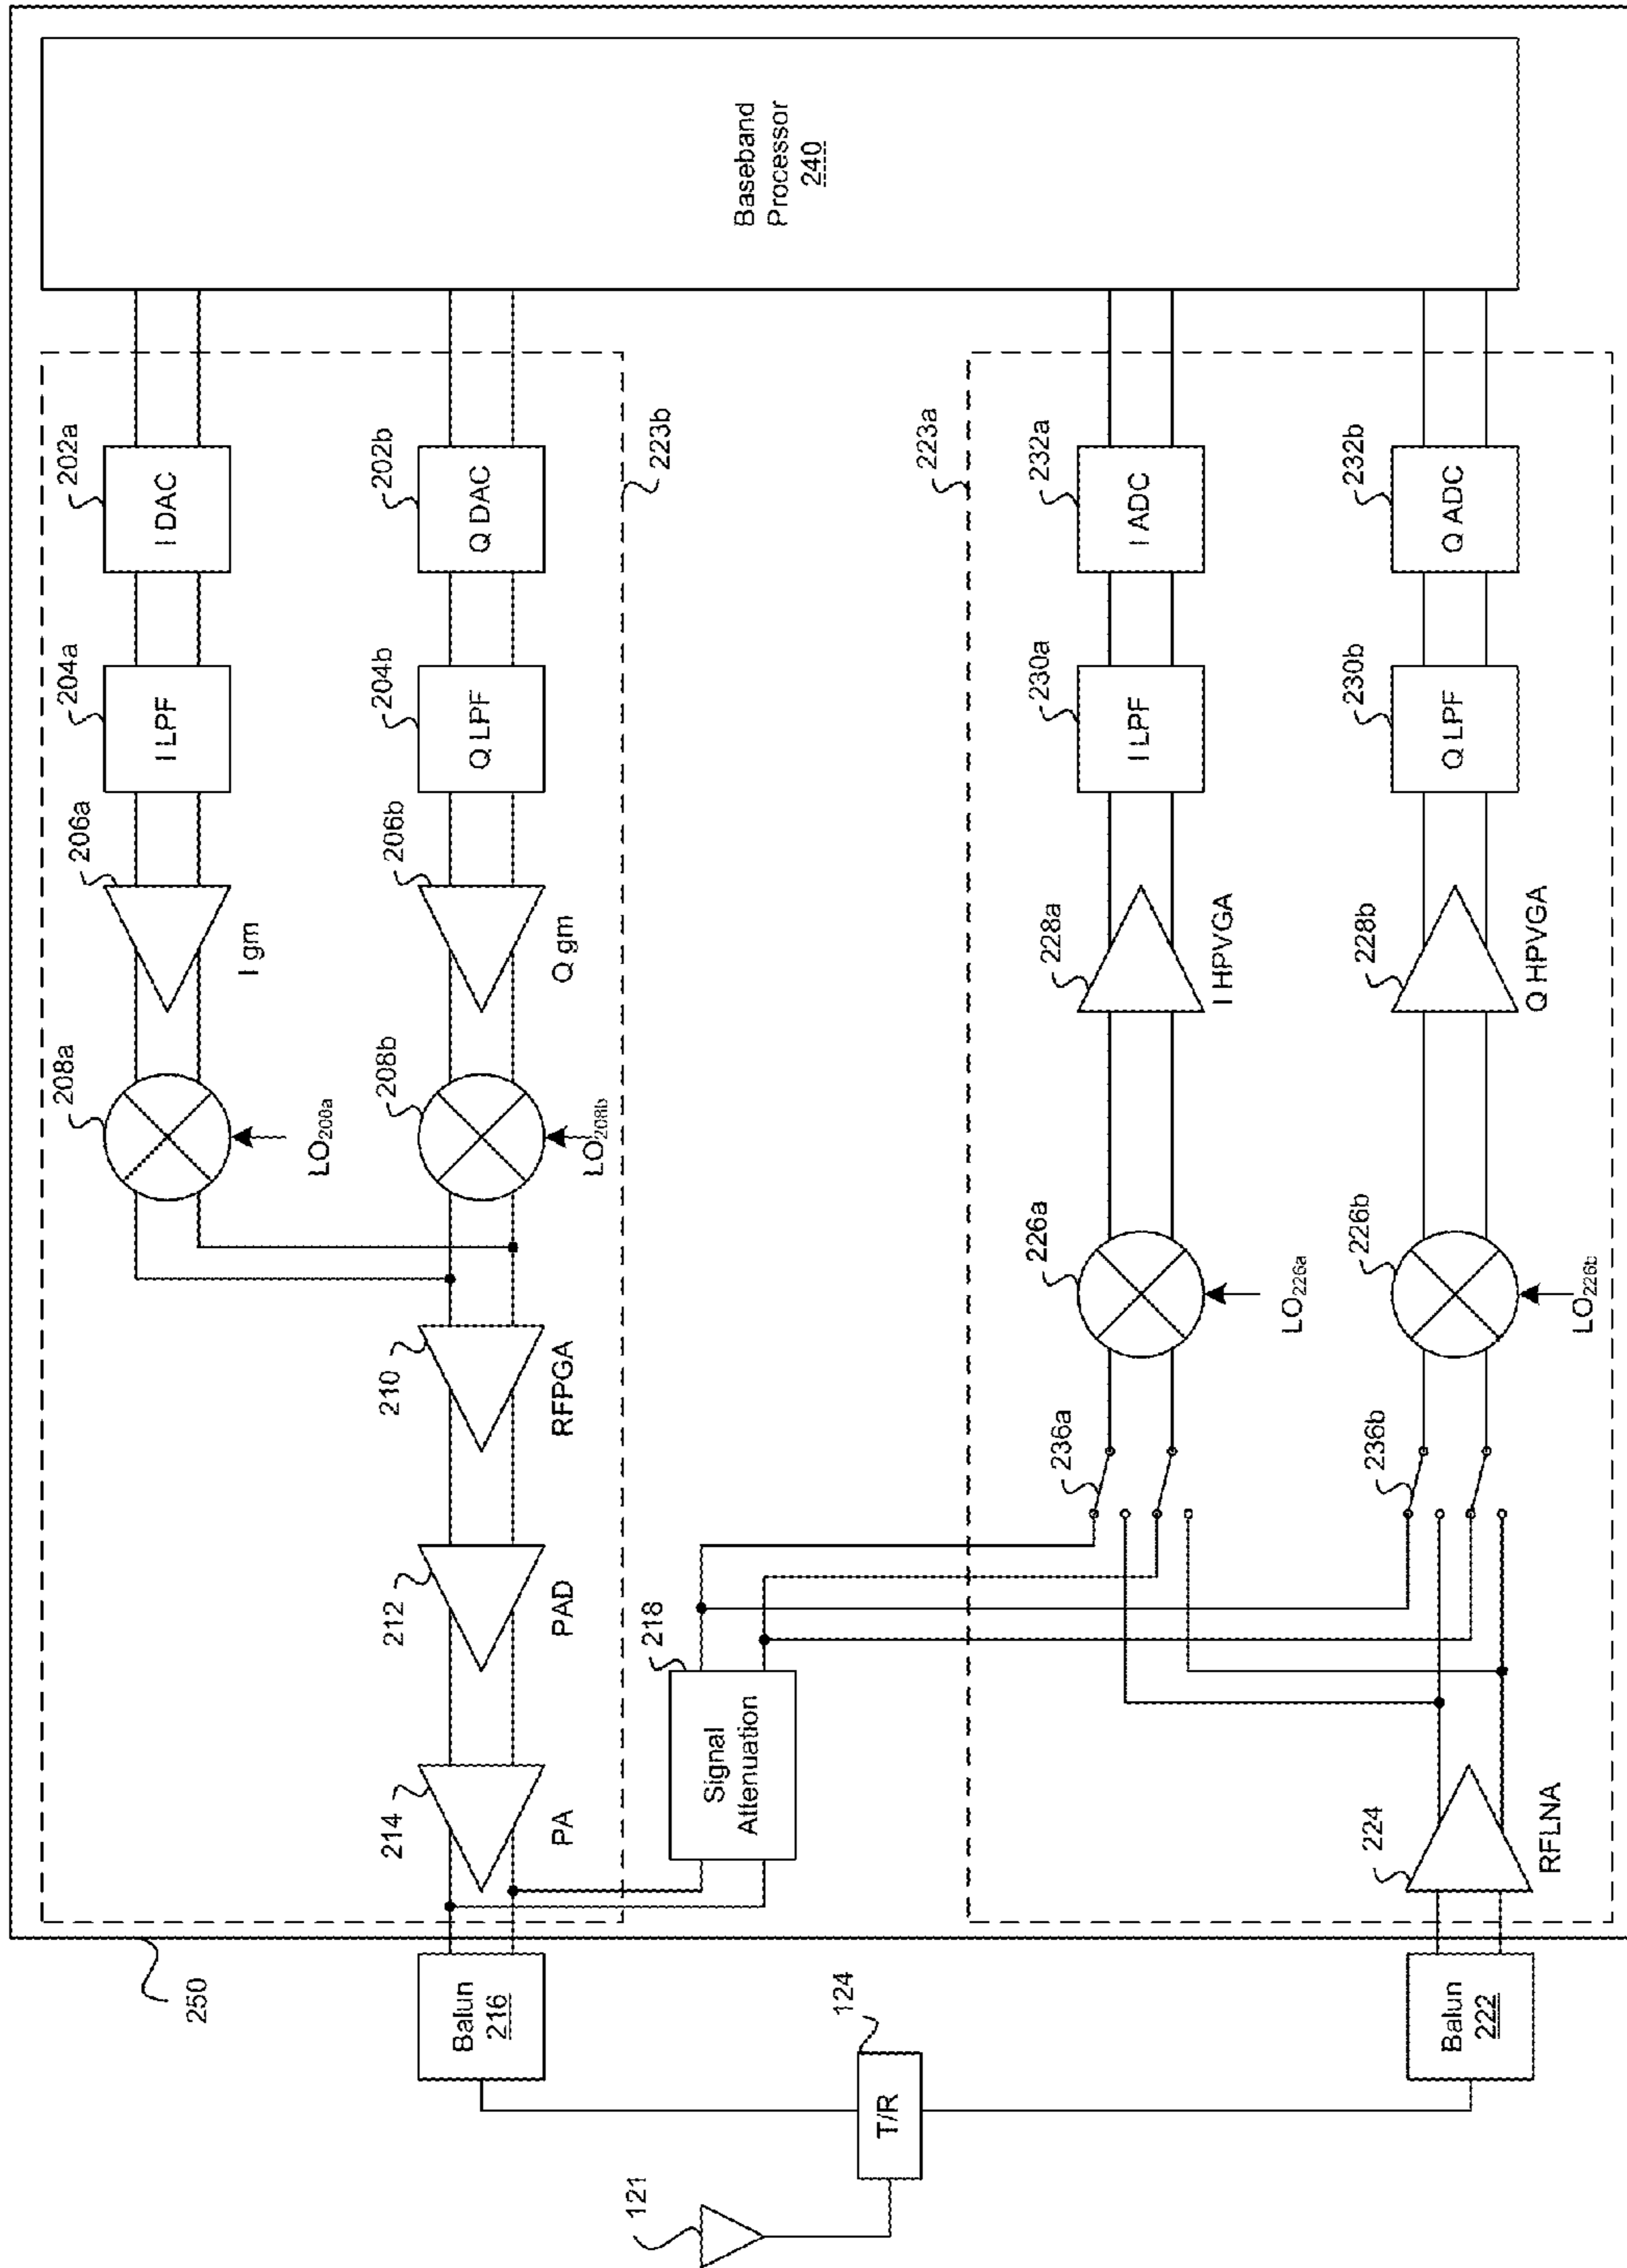 250
202a
I DAC
204a
I LPF
206a
I gm
208a
LO208a
202b
Q DAC
204b
Q LPF
206b
Q gm
208b
LO208b
210
RFPGA
212
PAD
214
PA
223b
Balun
216
218
Signal
Attenuation
Baseband
Processor
240
121
124
T/R
223a
232a
I ADC
230a
I LPF
228a
I HPVGA
226a
LO226a
236a
232b
Q ADC
230b
Q LPF
228b
Q HPVGA
226b
LO226b
236b
224
RFLNA
Balun
222